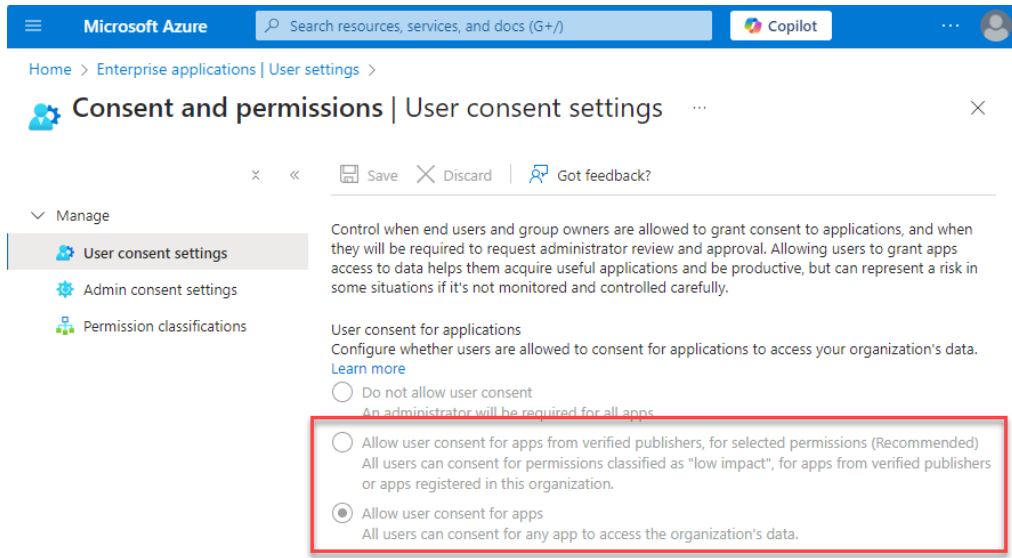 Microsoft Azure
Search resources, services, and docs (G+/)
Copilot
...
Home > Enterprise applications | User settings >
Consent and permissions | User consent settings ...
Save Discard Got feedback?
Manage
User consent settings
Admin consent settings
Permission classifications
Control when end users and group owners are allowed to grant consent to applications, and when
they will be required to request administrator review and approval. Allowing users to grant apps
access to data helps them acquire useful applications and be productive, but can represent a risk in
some situations if it's not monitored and controlled carefully.
User consent for applications
Configure whether users are allowed to consent for applications to access your organization's data.
Learn more
Do not allow user consent
An administrator will be required for all apps
Allow user consent for apps from verified publishers, for selected permissions (Recommended)
All users can consent for permissions classified as "low impact", for apps from verified publishers
or apps registered in this organization.
Allow user consent for apps
All users can consent for any app to access the organization's data.